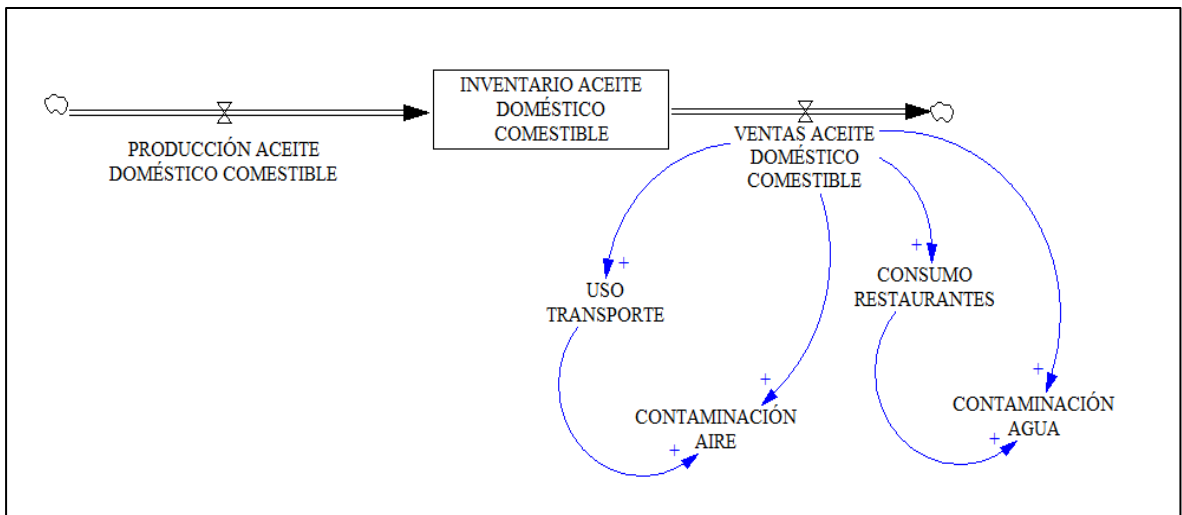 INVENTARIO ACEITE
DOMÉSTICO
COMESTIBLE
PRODUCCIÓN ACEITE
DOMÉSTICO COMESTIBLE
VENTAS ACEITE
DOMÉSTICO
COMESTIBLE
+
USO
TRANSPORTE
+
CONSUMO
RESTAURANTES
+
+
CONTAMINACIÓN
AIRE
+
+
CONTAMINACIÓN
AGUA